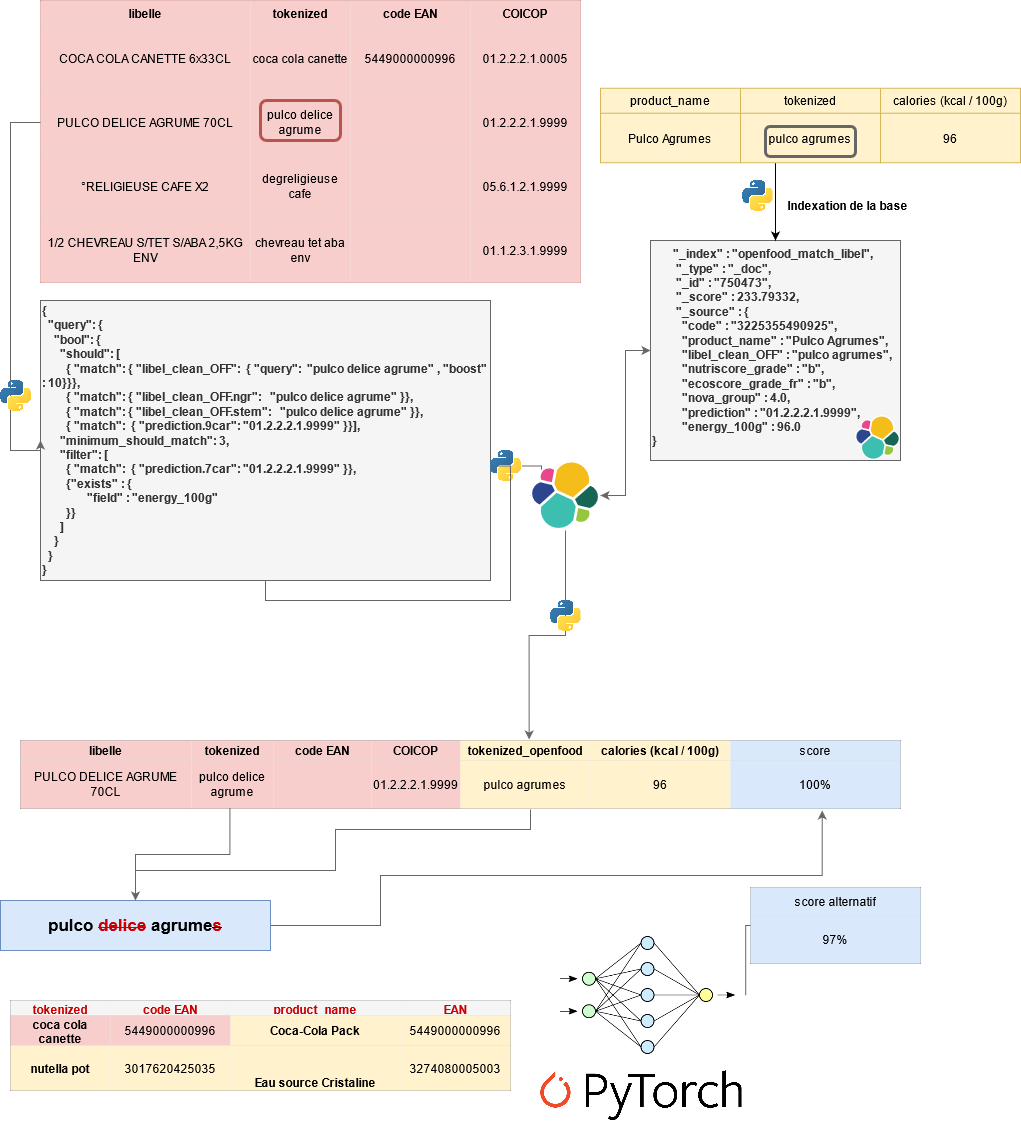 libelle tokenized code EAN COICOP
COCA COLA CANETTE 6x33CL coca cola canette 5449000000996 01.2.2.2.1.0005
PULCO DELICE AGRUME 70CL pulco delice 01.2.2.2.1.9999
agrume
°RELIGIEUSE CAFE X2 degreligieuse 05.6.1.2.1.9999
cafe
1/2 CHEVREAU S/TET S/ABA 2,5KG chevreau tet aba 01.1.2.3.1.9999
ENV env
product_name tokenized calories (kcal / 100g)
Pulco Agrumes pulco agrumes 96
Indexation de la base
"_index" : "openfood_match_libel",
"_type" : "_doc",
"_id" : "750473",
"_score" : 233.79332,
"_source" : {
"code" : "3225355490925",
"product_name" : "Pulco Agrumes",
"libel_clean_OFF" : "pulco agrumes",
"nutriscore_grade" : "b",
"ecoscore_grade_fr" : "b",
"nova_group" : 4.0,
"prediction" : "01.2.2.2.1.9999",
"energy_100g" : 96.0
}
{
"query": {
"bool": {
"should": [
{ "match": { "libel_clean_OFF": { "query": "pulco delice agrume" , "boost"
: 10}}},
{ "match": { "libel_clean_OFF.ngr": "pulco delice agrume" }},
{ "match": { "libel_clean_OFF.stem": "pulco delice agrume" }},
{ "match": { "prediction.9car": "01.2.2.2.1.9999" }}],
"minimum_should_match": 3,
"filter": [
{ "match": { "prediction.7car": "01.2.2.2.1.9999" }},
{"exists" : {
"field" : "energy_100g"
}}
]
}
}
}
libelle tokenized code EAN COICOP tokenized_openfood calories (kcal / 100g) score
PULCO DELICE AGRUME pulco delice 01.2.2.2.1.9999 pulco agrumes 96 100%
70CL agrume
pulco delice agrumes
score alternatif
97%
tokenized code EAN product_name EAN
coca cola 5449000000996 Coca-Cola Pack 5449000000996
canette
nutella pot 3017620425035 3274080005003
Eau source Cristaline
PyTorch